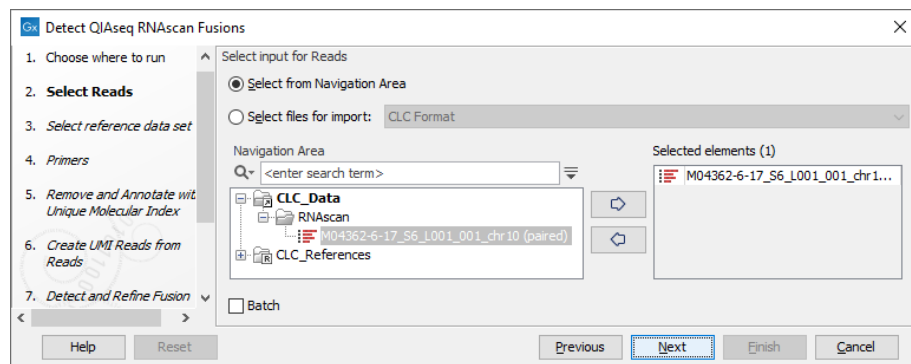 Gx Detect QIAseq RNAscan Fusions
1. Choose where to run
2. Select Reads
3. Select reference data set
4. Primers
5. Remove and Annotate wit
Unique Molecular Index
6. Create UMI Reads from
Reads
7. Detect and Refine Fusion
Select input for Reads
Select from Navigation Area
Select files for import: CLC Format
Navigation Area
<enter search term>
CLC_Data
RNAscan
M04362-6-17_S6_L001_001_chr10 (paired)
CLC_References
Batch
Selected elements (1)
M04362-6-17_S6_L001_001_chr1...
Help Reset Previous Next Finish Cancel